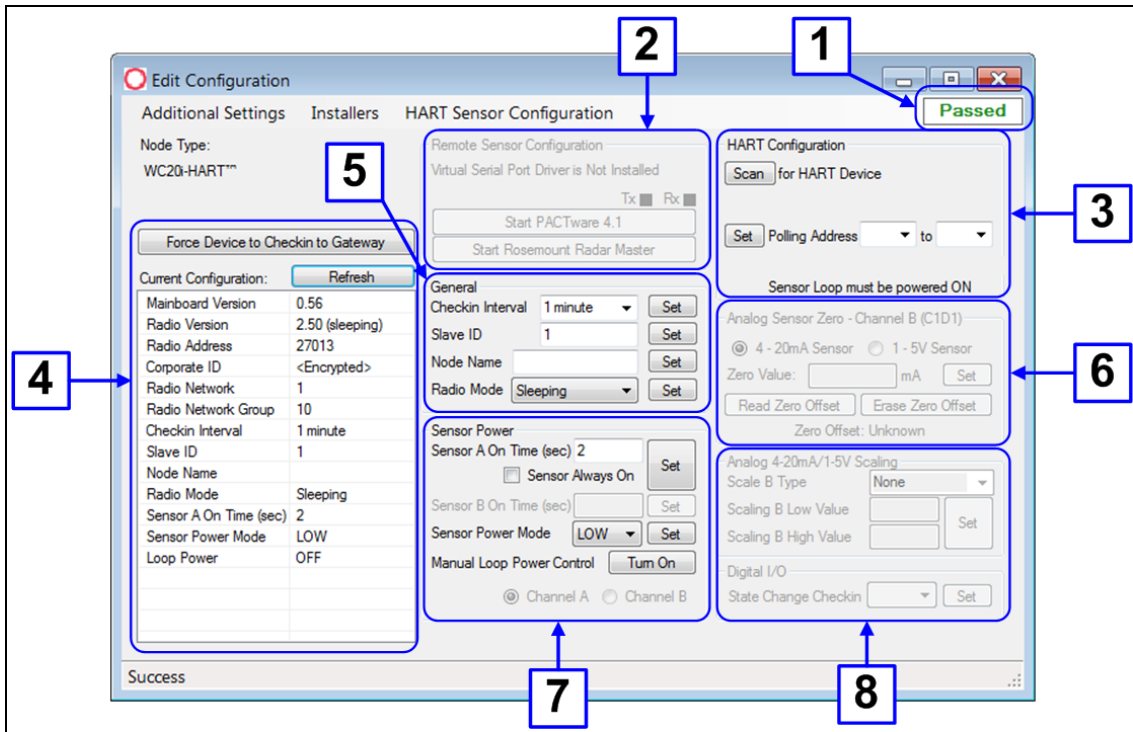 2
1
Edit Configuration
Additional Settings Installers HART Sensor Configuration
Passed
Node Type:
WC20i-HART™
5
Remote Sensor Configuration
Virtual Serial Port Driver is Not Installed
Tx Rx
Start PACTware 4.1
Start Rosemount Radar Master
HART Configuration
Scan for HART Device
Set Polling Address to
Sensor Loop must be powered ON
3
4
Force Device to Checkin to Gateway
Current Configuration: Refresh
Mainboard Version 0.56
Radio Version 2.50 (sleeping)
Radio Address 27013
Corporate ID <Encrypted>
Radio Network 1
Radio Network Group 10
Checkin Interval 1 minute
Slave ID 1
Node Name
Radio Mode Sleeping
Sensor A On Time (sec) 2
Sensor Power Mode LOW
Loop Power OFF
General
Checkin Interval 1 minute Set
Slave ID 1 Set
Node Name Set
Radio Mode Sleeping Set
Analog Sensor Zero - Channel B (C1D1)
4 - 20mA Sensor 1 - 5V Sensor
Zero Value: mA Set
Read Zero Offset Erase Zero Offset
Zero Offset: Unknown
6
Sensor Power
Sensor A On Time (sec) 2
Sensor Always On Set
Sensor B On Time (sec) Set
Sensor Power Mode LOW Set
Manual Loop Power Control Turn On
Channel A Channel B
Analog 4-20mA/1-5V Scaling
Scale B Type None
Scaling B Low Value
Scaling B High Value Set
Digital I/O
State Change Checkin Set
Success
7
8